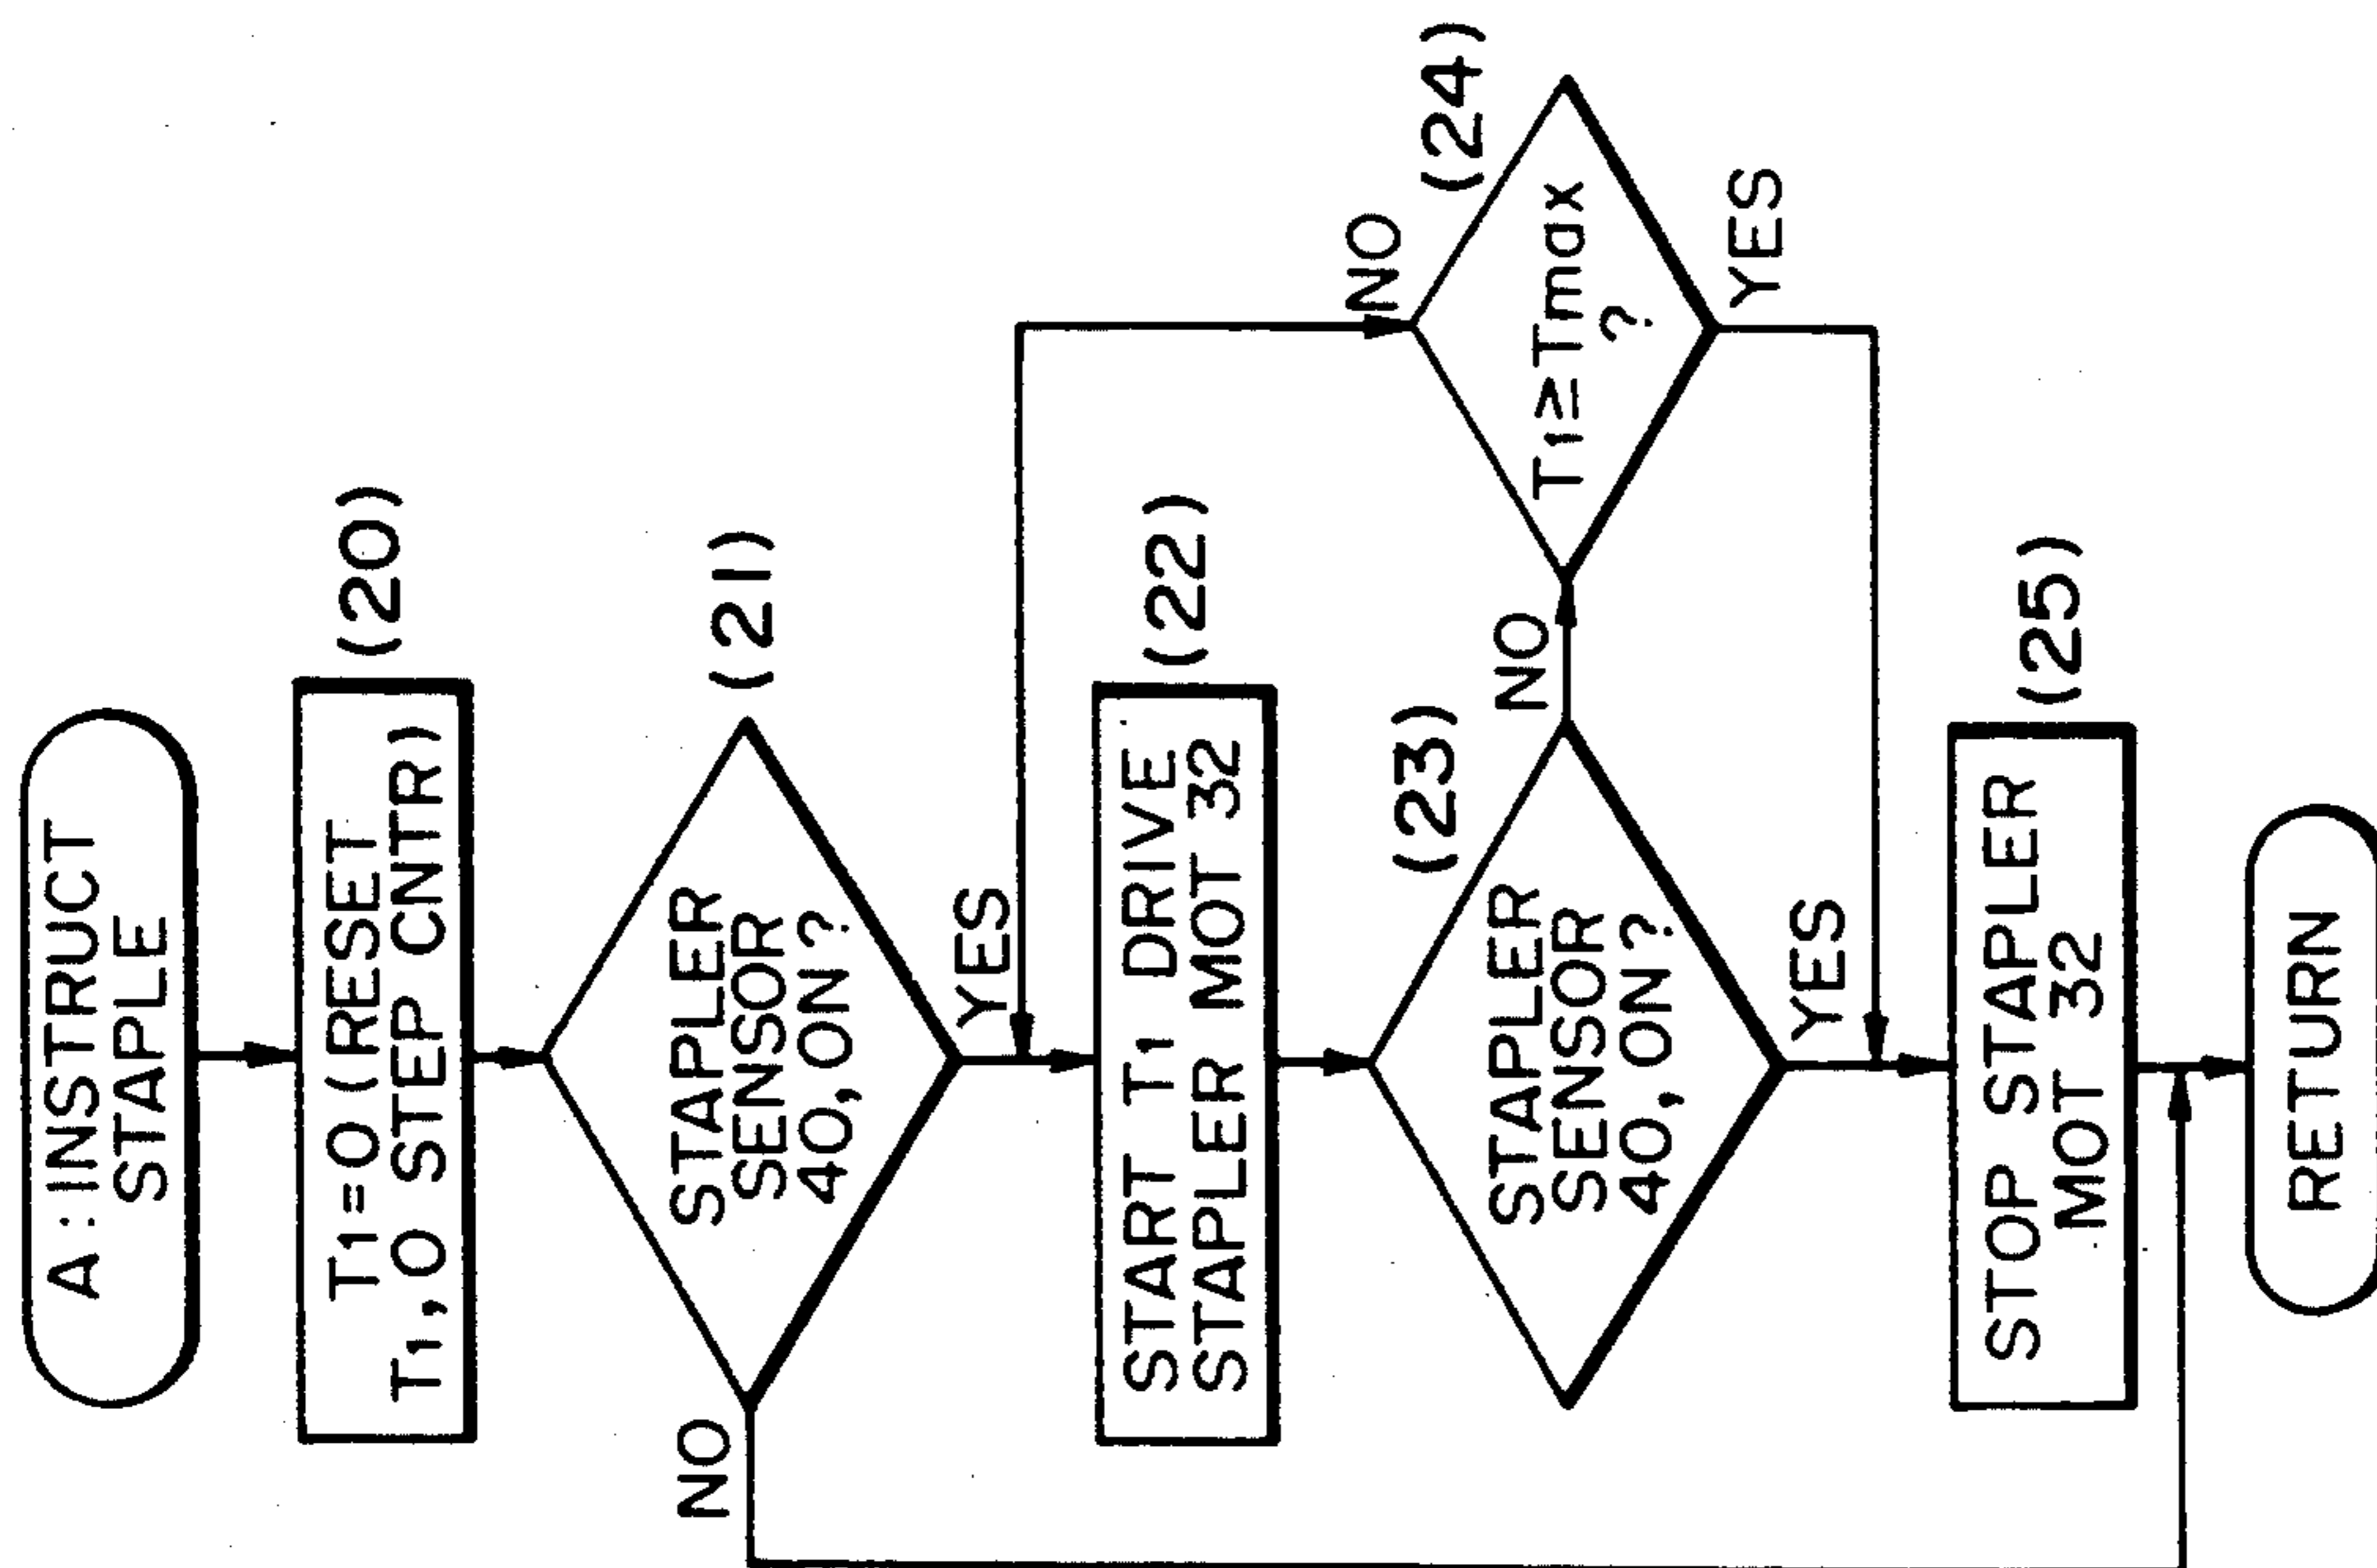 A: INSTRUCT
STAPLE
(20)
T1=0 (RESET
T1, 0 STEP CNTR)
(21)
STAPLER
SENSOR
40, ON?
NO
YES
(22)
START T1 DRIVE
STAPLER MOT 32
(23)
STAPLER
SENSOR
40, ON?
NO
YES
(24)
NO
T1≥Tmax
?
YES
(25)
STOP STAPLER
MOT 32
RETURN